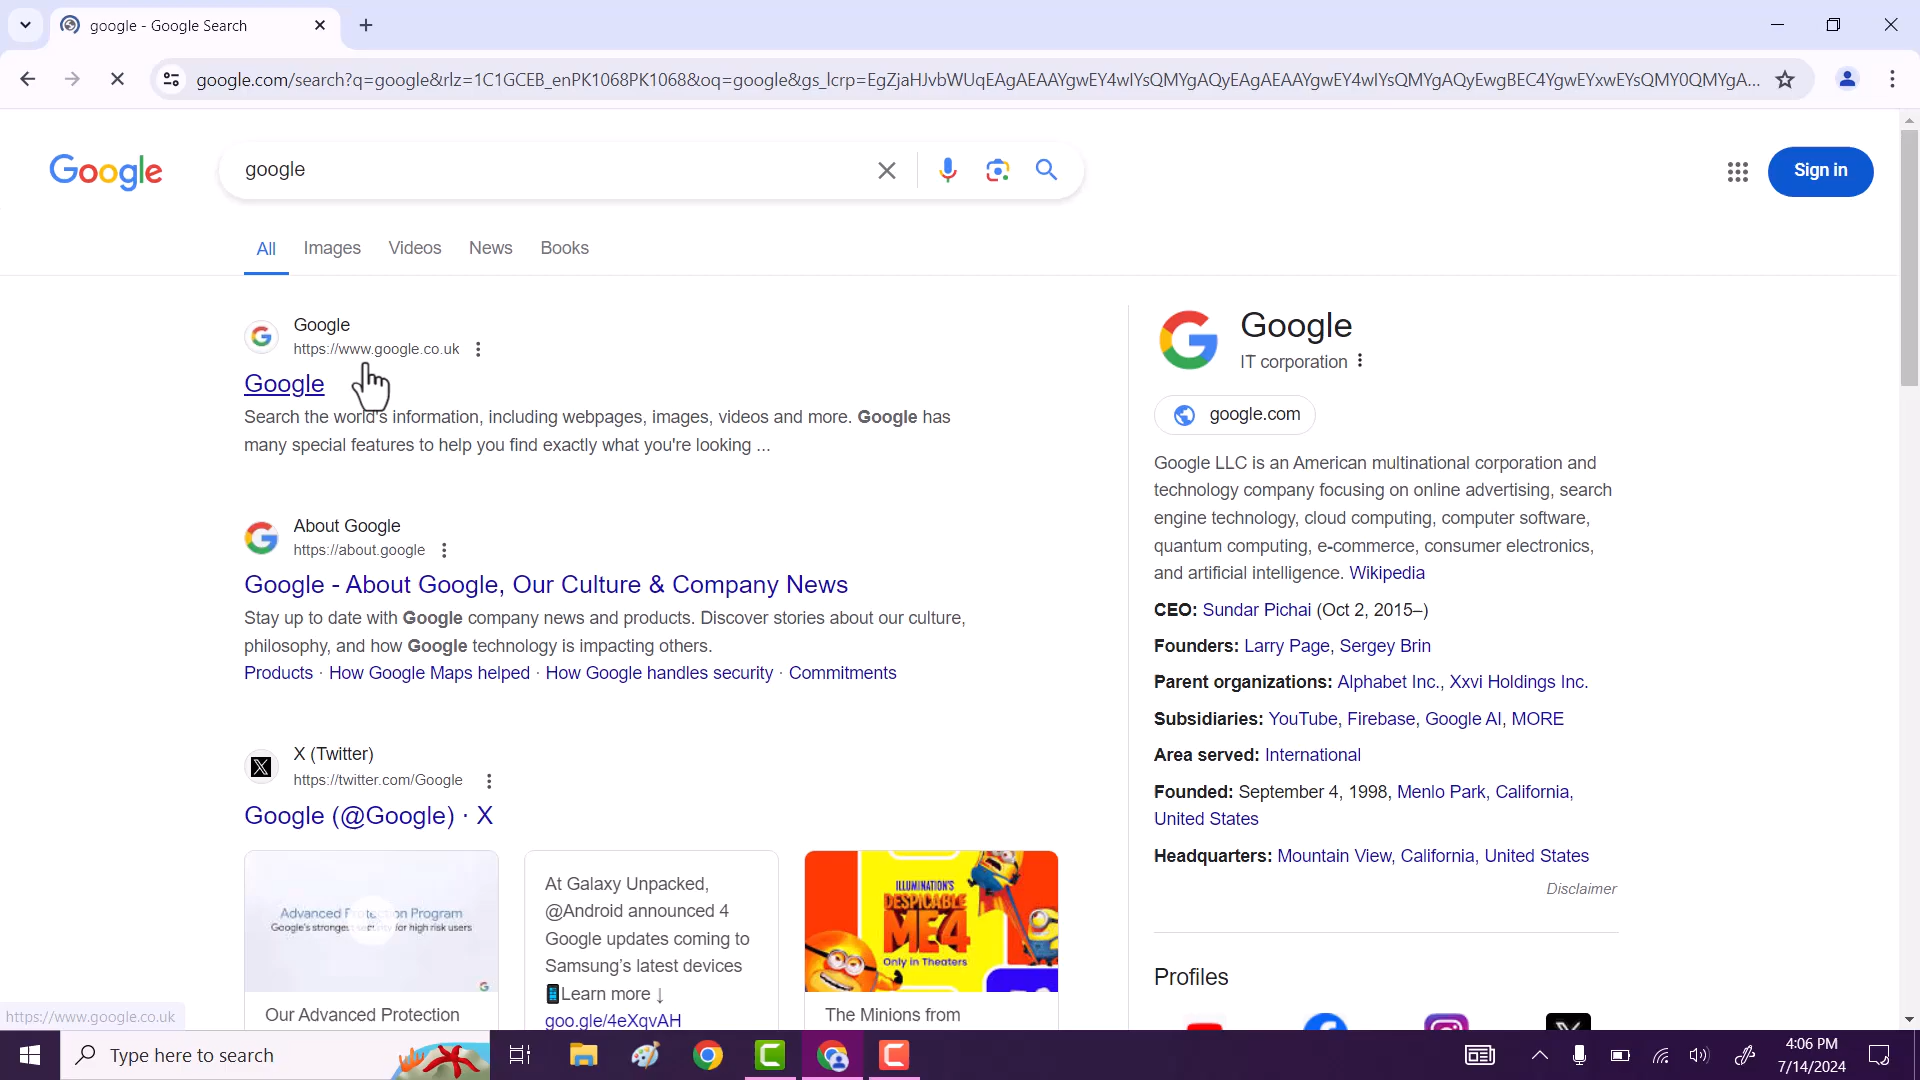 google - Google Search
google.com/search?q=google&rlz=1C1GCEB_enPK1068PK1068&oq=google&gs_lcrp=EgZjaHJvbWUqEAgAEAAYgwEY4wIYsQMYgAQyEAgAEAAYgwEY4wIYsQMYgAQyEwgBEC4YgwEYxwEYsQMY0QMYgA...
Google
google
Sign in
All
Images
Videos
News
Books
Google
https://www.google.co.uk
Google
Search the world's information, including webpages, images, videos and more. Google has
many special features to help you find exactly what you're looking ...
About Google
https://about.google
Google - About Google, Our Culture & Company News
Stay up to date with Google company news and products. Discover stories about our culture,
philosophy, and how Google technology is impacting others.
Products · How Google Maps helped · How Google handles security · Commitments
X (Twitter)
https://twitter.com/Google
Google (@Google) · X
Advanced Protection Program
Google's strongest security for high risk users
Our Advanced Protection
At Galaxy Unpacked,
@Android announced 4
Google updates coming to
Samsung's latest devices
Learn more ↓
goo.gle/4eXqvAH
ILLUMINATION'S
DESPICABLE
ME4
Only in Theaters
The Minions from
Google
IT corporation
google.com
Google LLC is an American multinational corporation and
technology company focusing on online advertising, search
engine technology, cloud computing, computer software,
quantum computing, e-commerce, consumer electronics,
and artificial intelligence. Wikipedia
CEO: Sundar Pichai (Oct 2, 2015–)
Founders: Larry Page, Sergey Brin
Parent organizations: Alphabet Inc., Xxvi Holdings Inc.
Subsidiaries: YouTube, Firebase, Google AI, MORE
Area served: International
Founded: September 4, 1998, Menlo Park, California,
United States
Headquarters: Mountain View, California, United States
Disclaimer
Profiles
https://www.google.co.uk
Type here to search
4:06 PM
7/14/2024